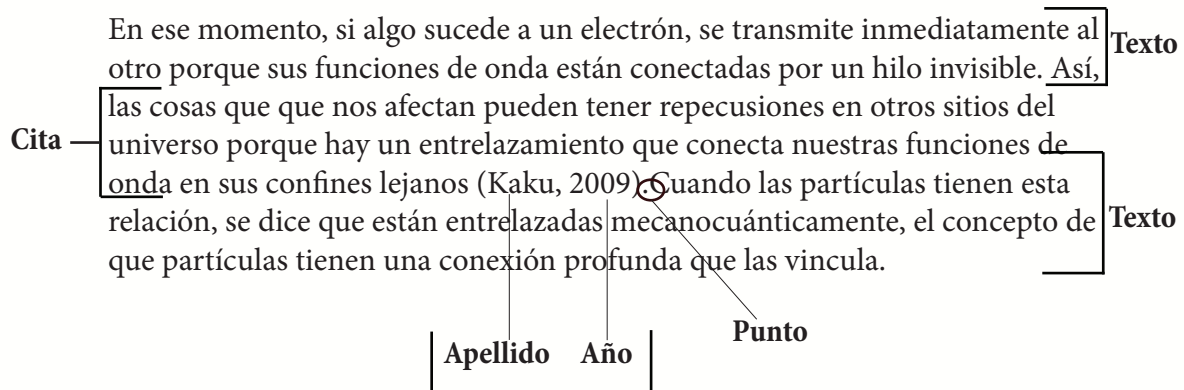 En ese momento, si algo sucede a un electrón, se transmite inmediatamente al
otro porque sus funciones de onda están conectadas por un hilo invisible. Así,
las cosas que que nos afectan pueden tener repecusiones en otros sitios del
universo porque hay un entrelazamiento que conecta nuestras funciones de
onda en sus confines lejanos (Kaku, 2009).Cuando las partículas tienen esta
relación, se dice que están entrelazadas mecanocuánticamente, el concepto de
que partículas tienen una conexión profunda que las vincula.
Texto
Cita
Texto
Punto
Apellido Año